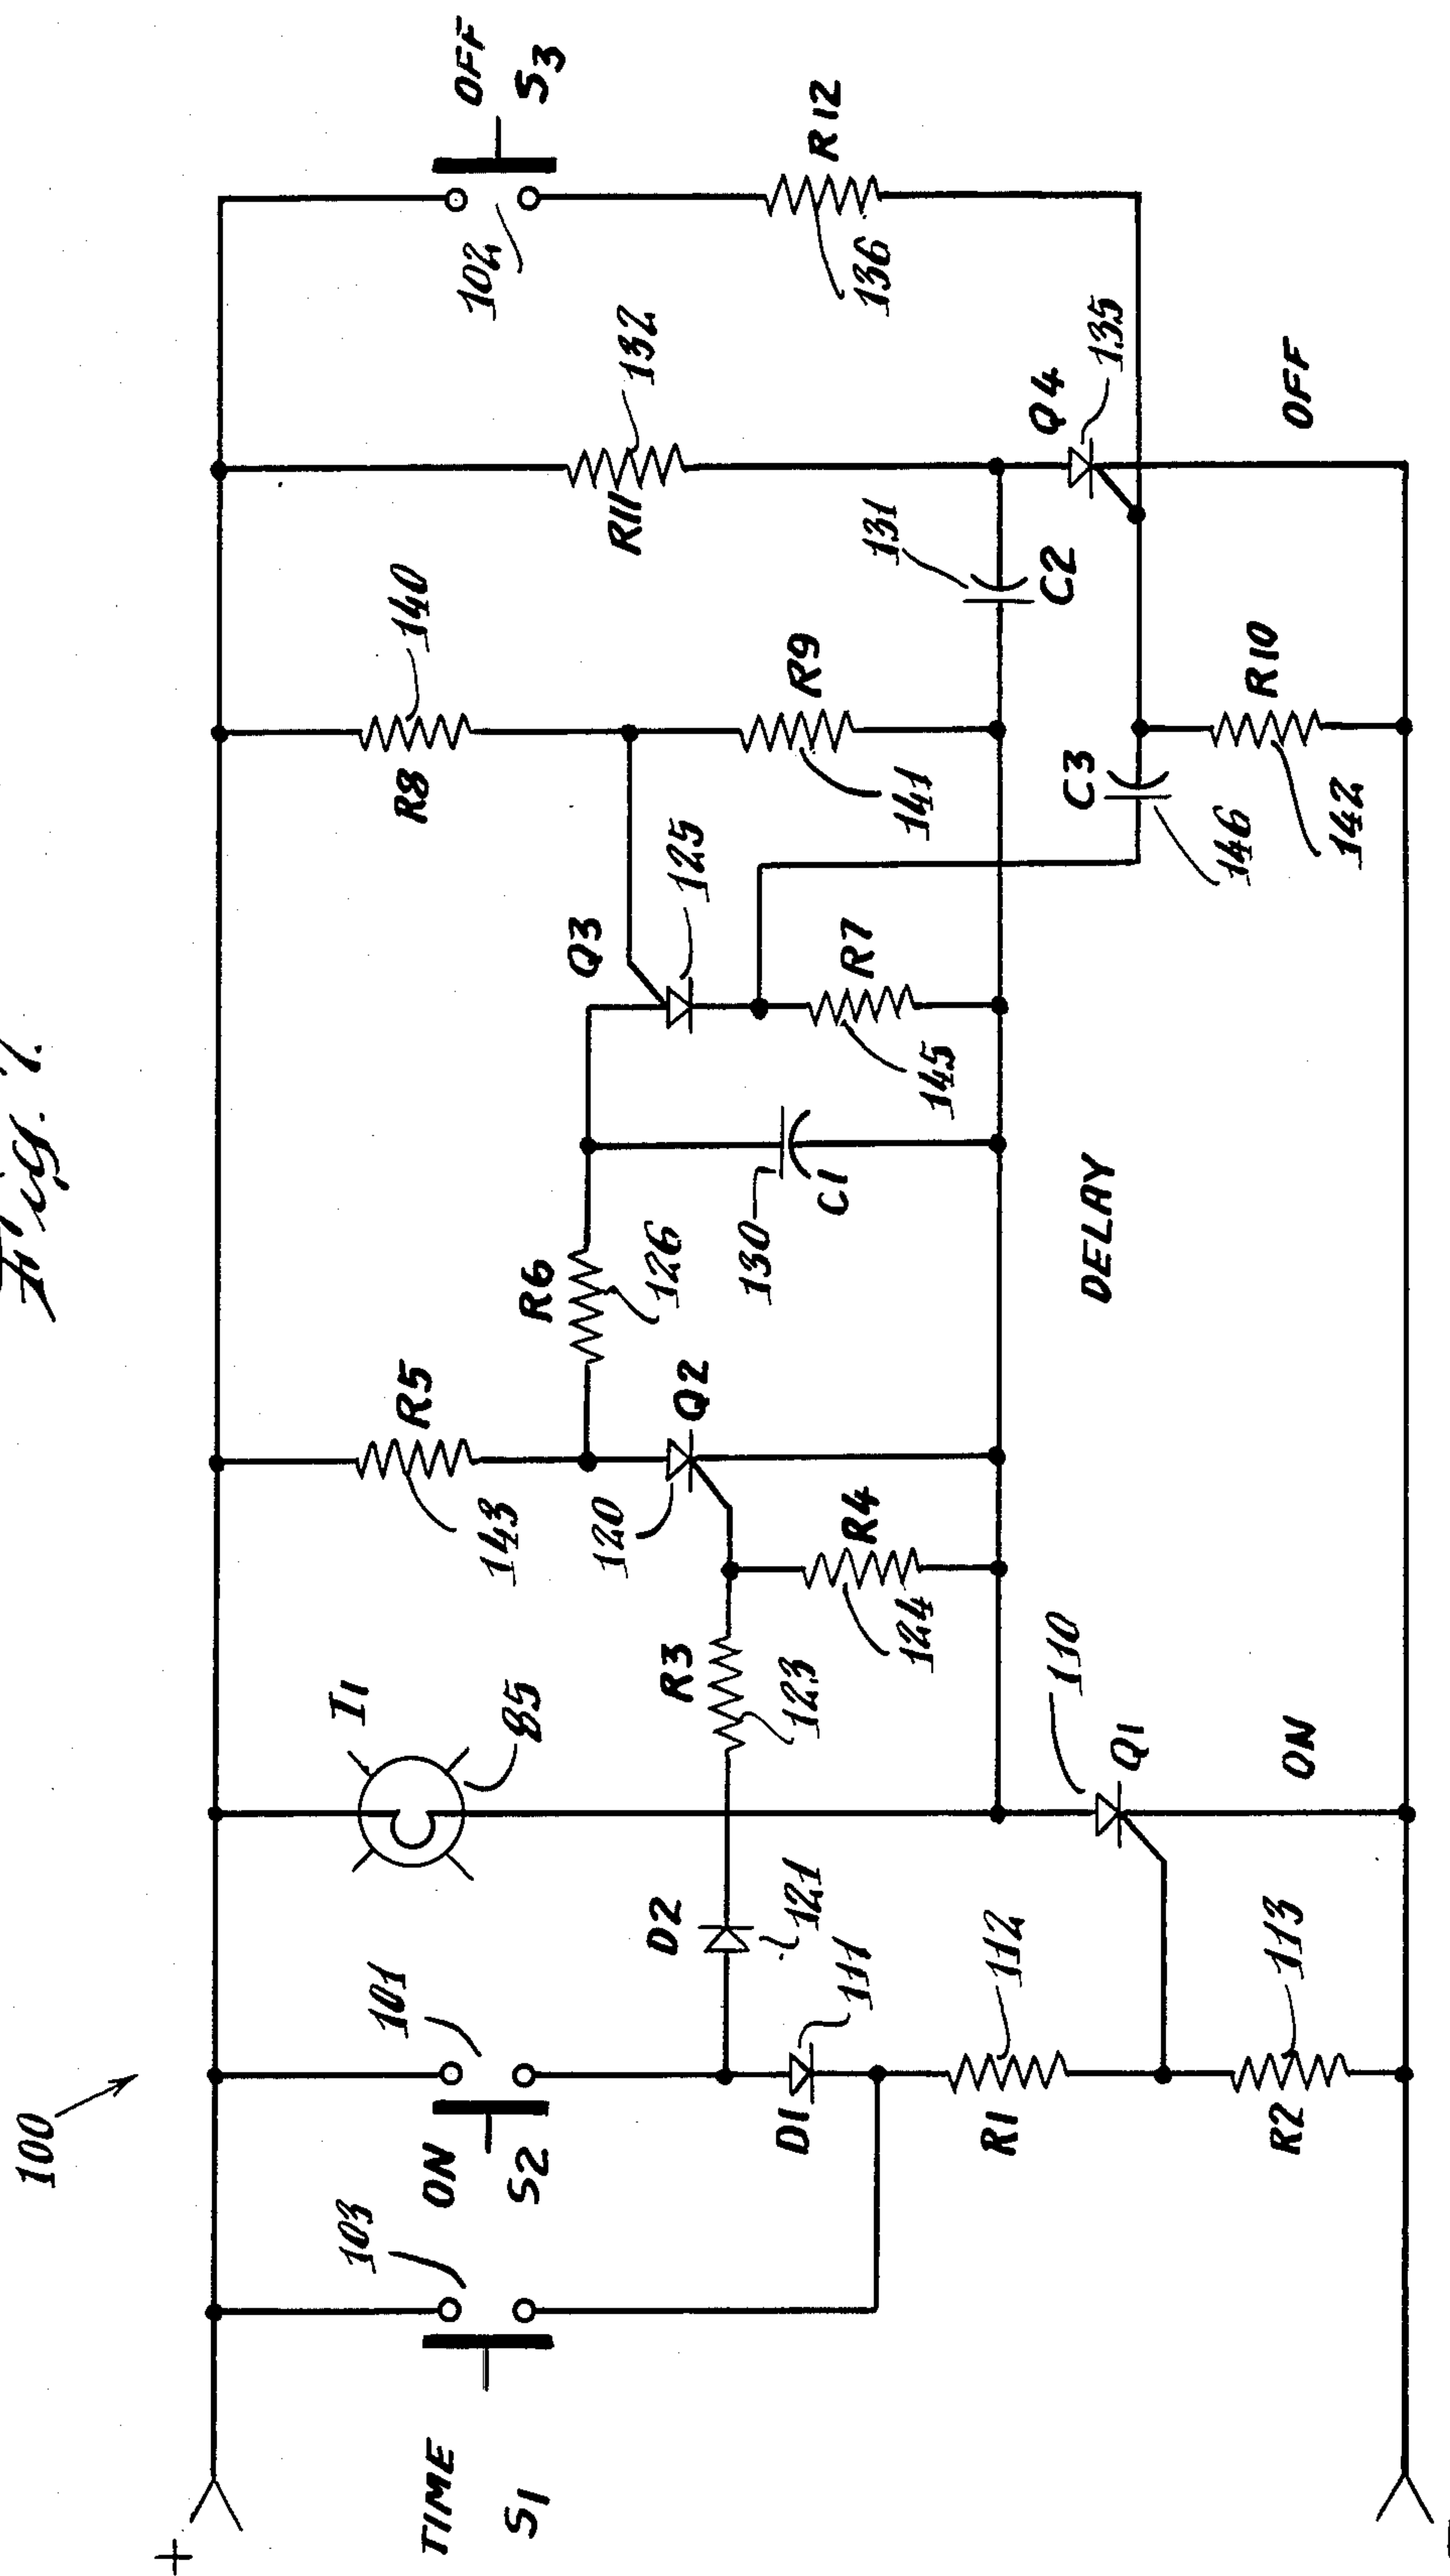 Fig. 7.
100
+
TIME
S1
103
ON
S2
101
D1
111
R1
112
R2
113
D2
121
I1
85
R3
123
R4
124
110
Q1
ON
R5
143
120
Q2
R6
126
130
C1
DELAY
Q3
125
R7
145
R8
140
R9
141
C3
146
R10
142
131
C2
R11
132
Q4
135
OFF
OFF
S3
102
R12
136